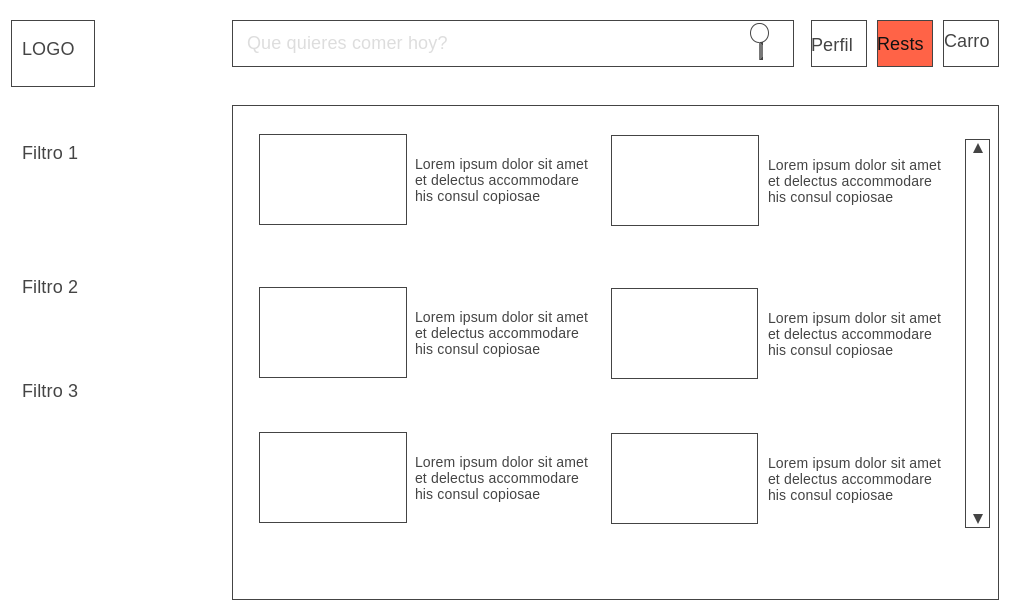 LOGO
Que quieres comer hoy?
Perfil
Rests
Carro
Filtro 1
Filtro 2
Filtro 3
Lorem ipsum dolor sit amet
et delectus accommodare
his consul copiosae
Lorem ipsum dolor sit amet
et delectus accommodare
his consul copiosae
Lorem ipsum dolor sit amet
et delectus accommodare
his consul copiosae
Lorem ipsum dolor sit amet
et delectus accommodare
his consul copiosae
Lorem ipsum dolor sit amet
et delectus accommodare
his consul copiosae
Lorem ipsum dolor sit amet
et delectus accommodare
his consul copiosae